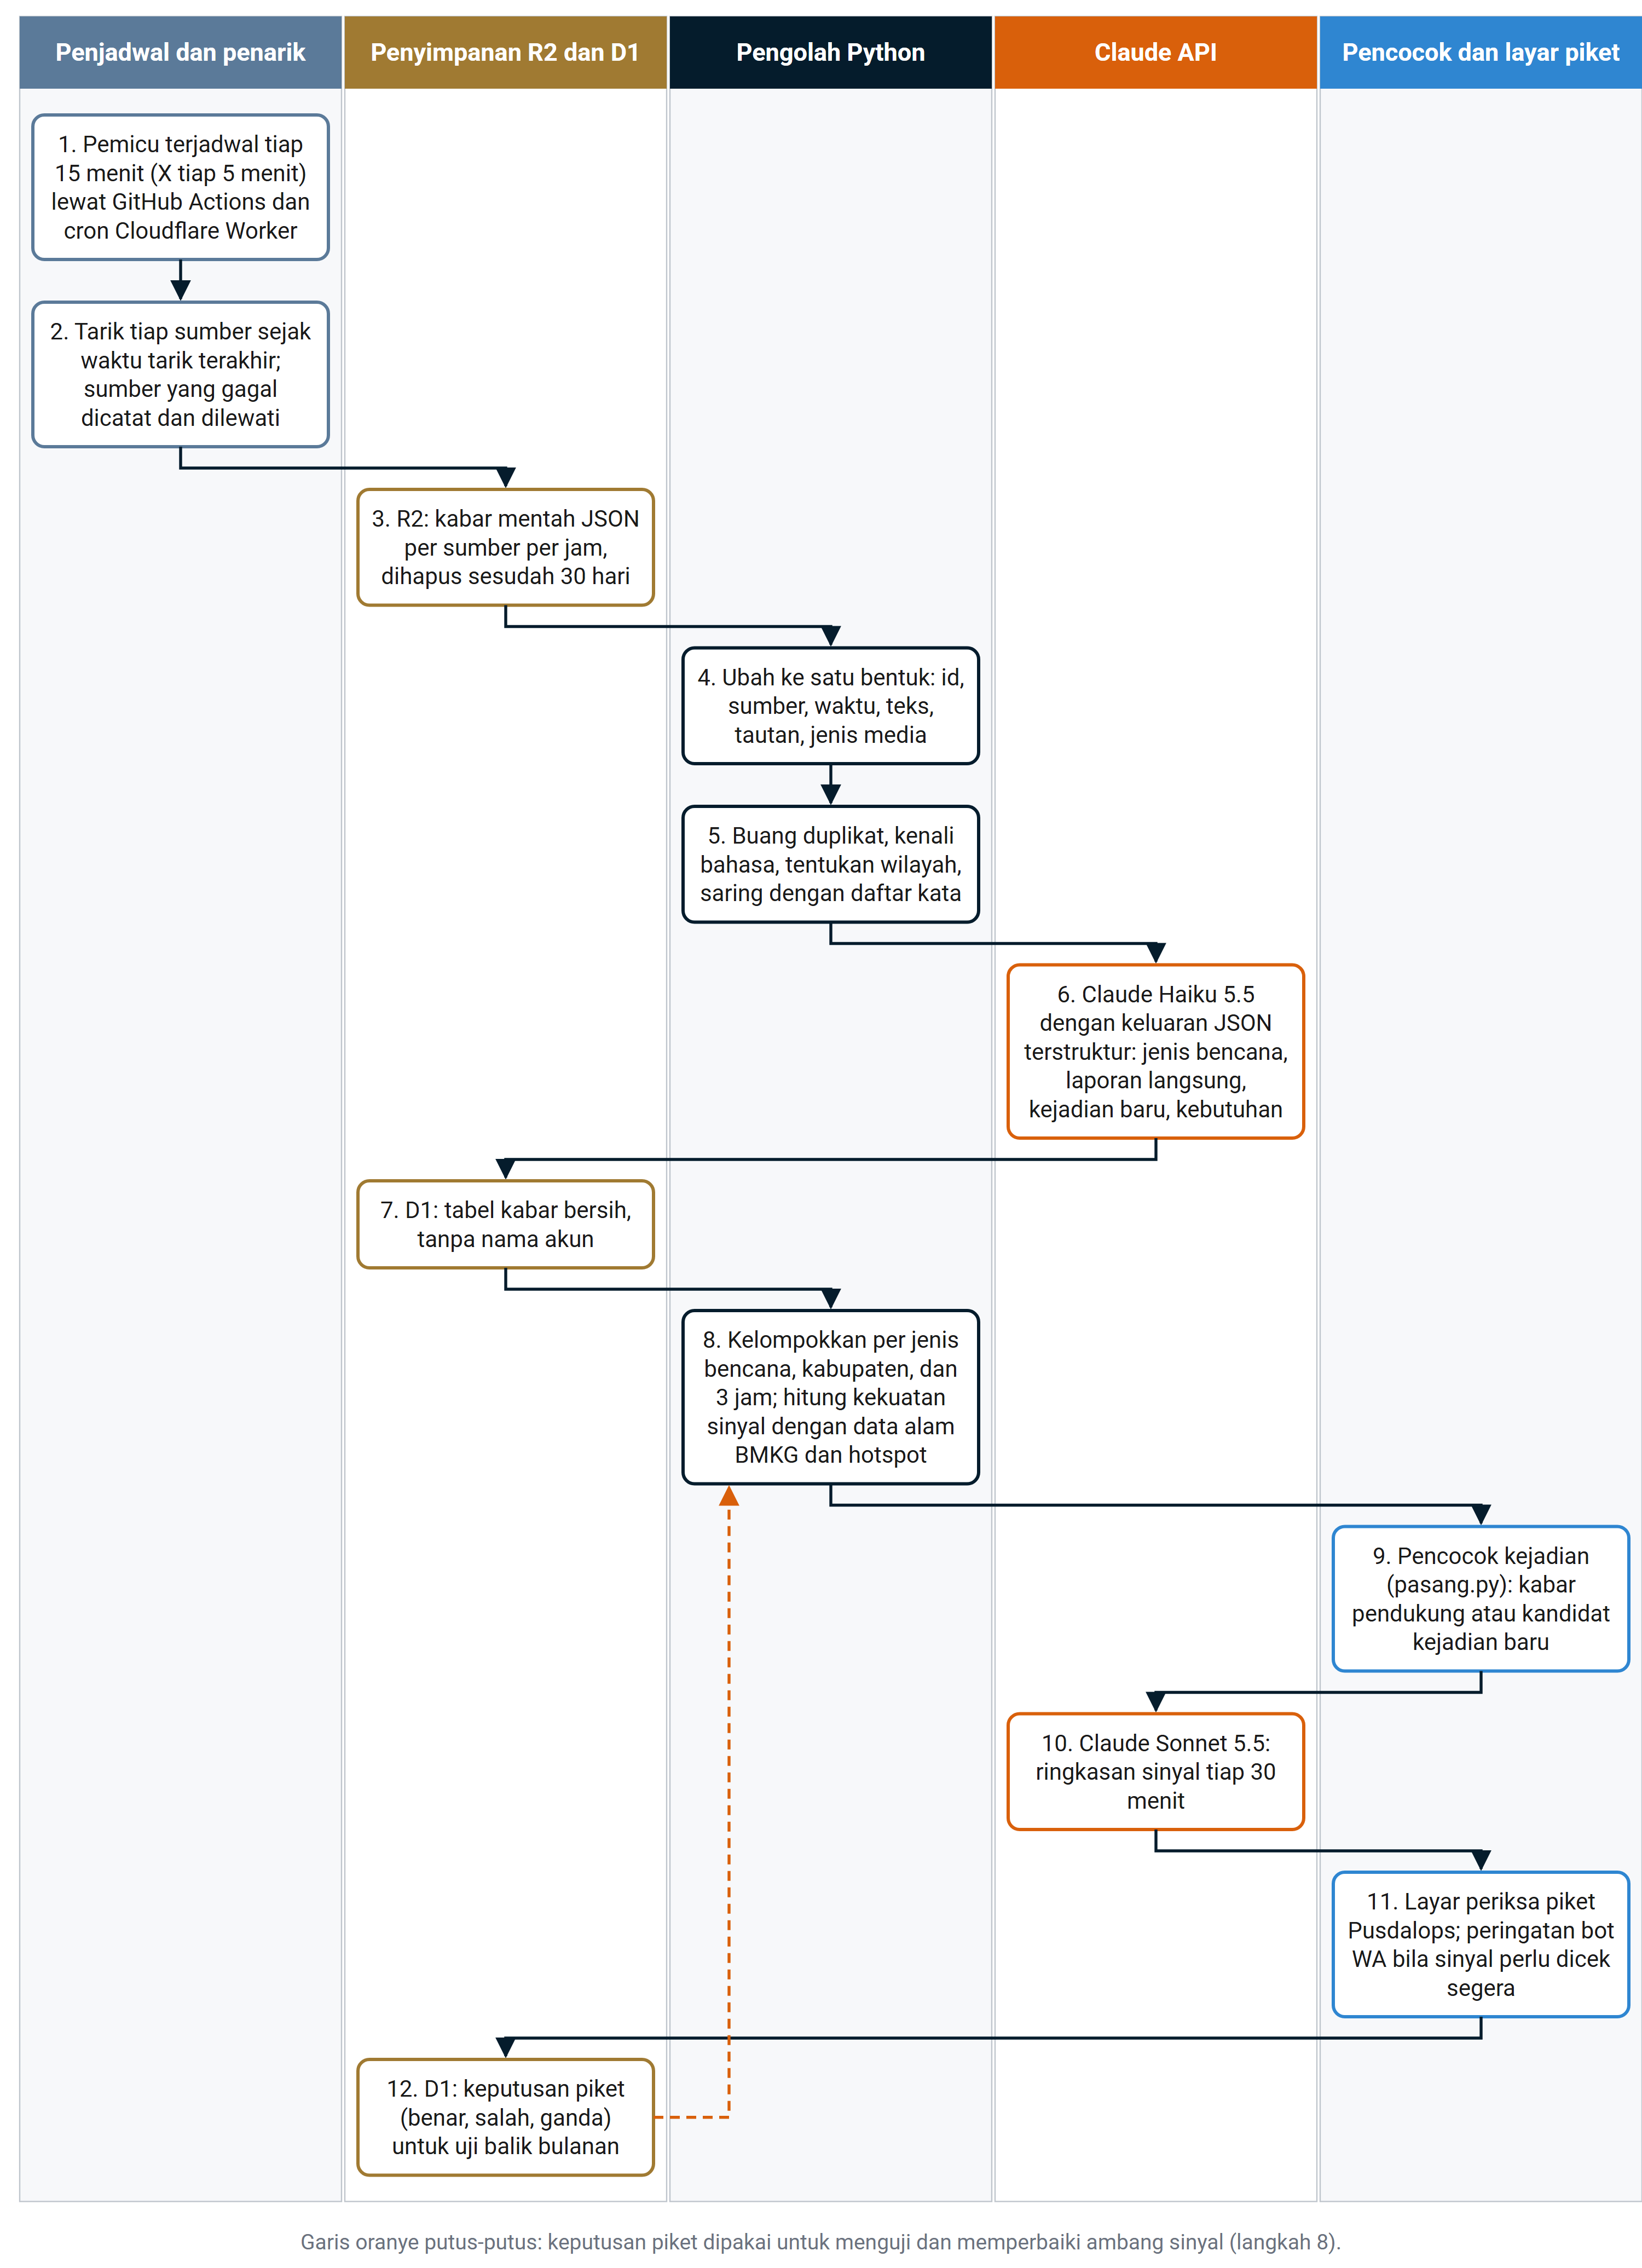 Penjadwal dan penarik
Penyimpanan R2 dan D1
Pengolah Python
Claude API
Pencocok dan layar piket
1. Pemicu terjadwal tiap
15 menit (X tiap 5 menit)
lewat GitHub Actions dan
cron Cloudflare Worker
2. Tarik tiap sumber sejak
waktu tarik terakhir;
sumber yang gagal
dicatat dan dilewati
3. R2: kabar mentah JSON
per sumber per jam,
dihapus sesudah 30 hari
4. Ubah ke satu bentuk: id,
sumber, waktu, teks,
tautan, jenis media
5. Buang duplikat, kenali
bahasa, tentukan wilayah,
saring dengan daftar kata
6. Claude Haiku 5.5
dengan keluaran JSON
terstruktur: jenis bencana,
laporan langsung,
kejadian baru, kebutuhan
7. D1: tabel kabar bersih,
tanpa nama akun
8. Kelompokkan per jenis
bencana, kabupaten, dan
3 jam; hitung kekuatan
sinyal dengan data alam
BMKG dan hotspot
9. Pencocok kejadian
(pasang.py): kabar
pendukung atau kandidat
kejadian baru
10. Claude Sonnet 5.5:
ringkasan sinyal tiap 30
menit
11. Layar periksa piket
Pusdalops; peringatan bot
WA bila sinyal perlu dicek
segera
12. D1: keputusan piket
(benar, salah, ganda)
untuk uji balik bulanan
Garis oranye putus-putus: keputusan piket dipakai untuk menguji dan memperbaiki ambang sinyal (langkah 8).